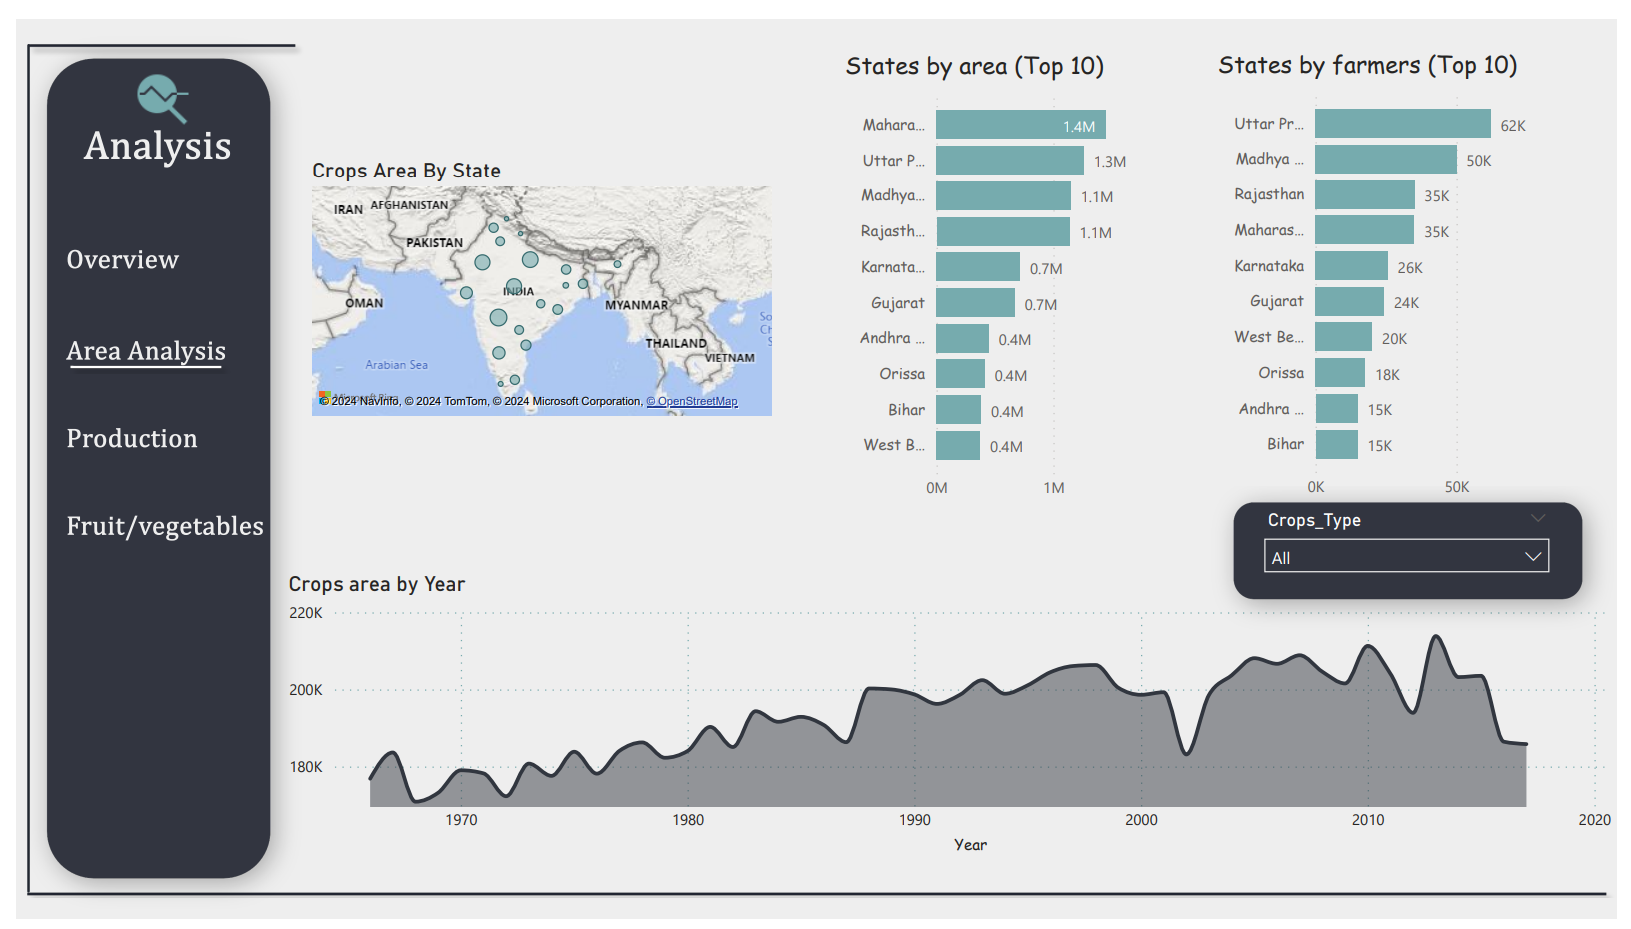 Analysis
Overview
Area Analysis
Production
Fruit/vegetables
Crops Area By State
IRAN
AFGHANISTAN
PAKISTAN
OMAN
INDIA
MYANMAR
THAILAND
VIETNAM
Arabian Sea
So
Ch
S
© 2024 NavInfo, © 2024 TomTom, © 2024 Microsoft Corporation, © OpenStreetMap
States by area (Top 10)
Mahara... 1.4M
Uttar P... 1.3M
Madhya... 1.1M
Rajasth... 1.1M
Karnata... 0.7M
Gujarat 0.7M
Andhra ... 0.4M
Orissa 0.4M
Bihar 0.4M
West B... 0.4M
0M 1M
States by farmers (Top 10)
Uttar Pr... 62K
Madhya ... 50K
Rajasthan 35K
Maharas... 35K
Karnataka 26K
Gujarat 24K
West Be... 20K
Orissa 18K
Andhra ... 15K
Bihar 15K
0K 50K
Crops_Type
All
Crops area by Year
220K
200K
180K
1970 1980 1990 2000 2010 2020
Year